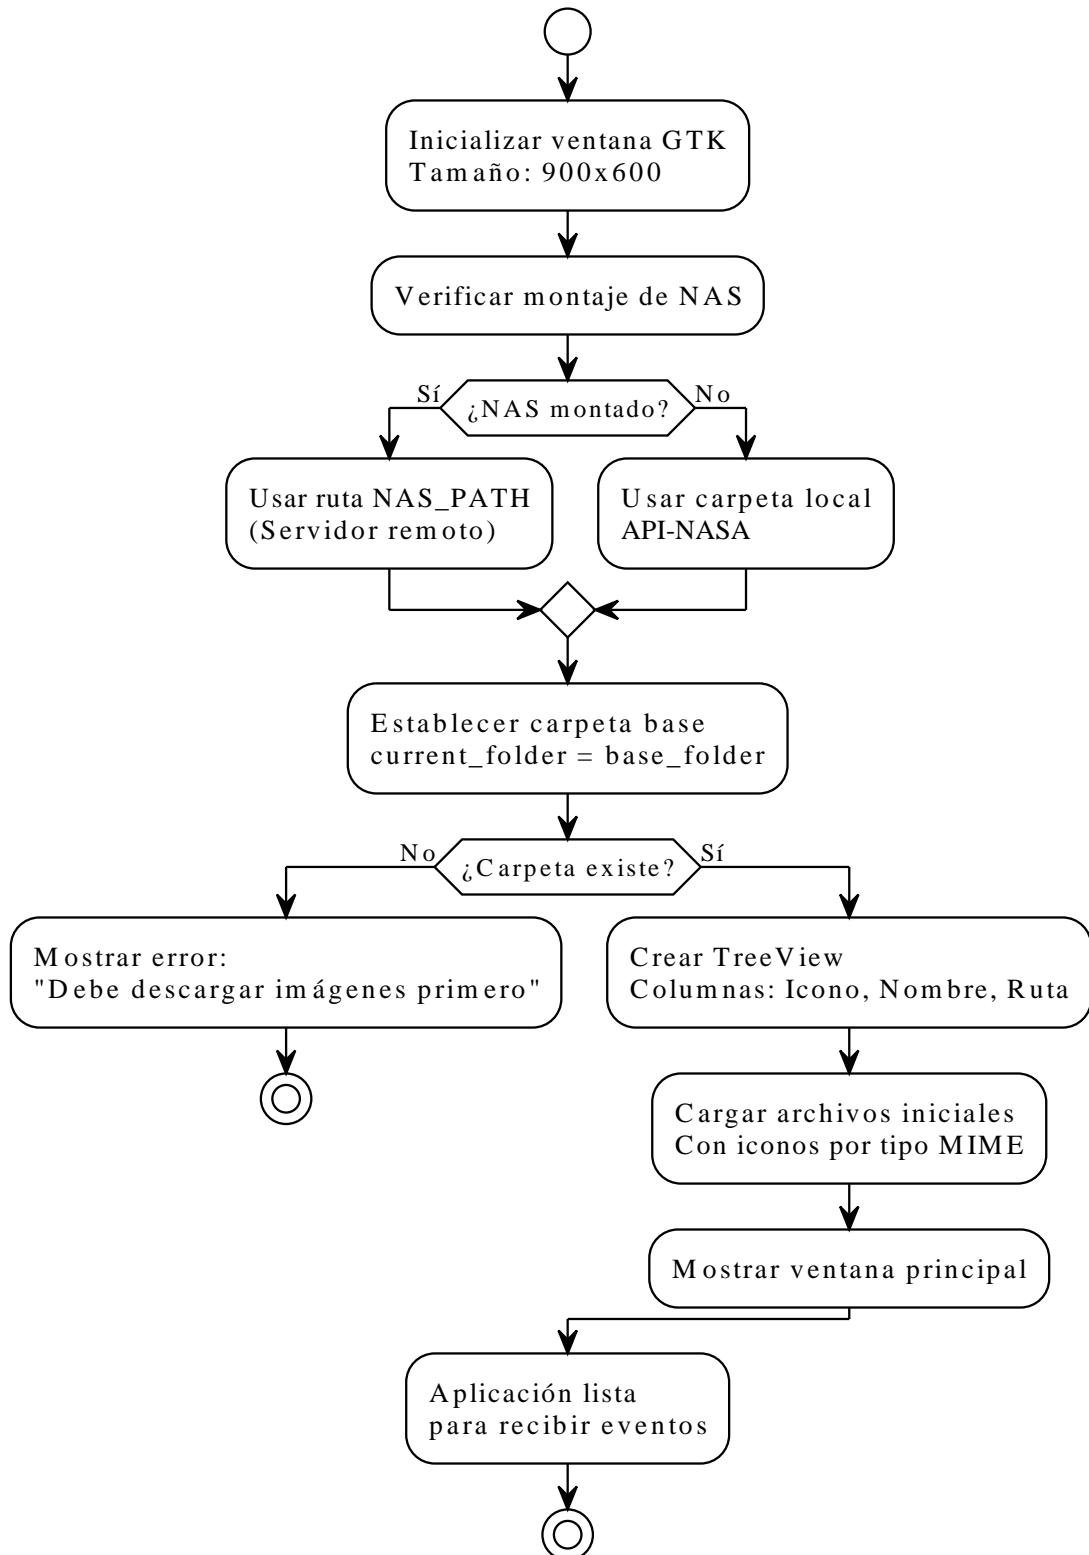 Inicializar ventana GTK
Tamaño: 900x600
Verificar montaje de NAS
Sí
¿NAS montado?
No
Usar ruta NAS_PATH
(Servidor remoto)
Usar carpeta local
API-NASA
Establecer carpeta base
current_folder = base_folder
No
¿Carpeta existe?
Sí
Mostrar error:
"Debe descargar imágenes primero"
Crear TreeView
Columnas: Icono, Nombre, Ruta
Cargar archivos iniciales
Con iconos por tipo MIME
Mostrar ventana principal
Aplicación lista
para recibir eventos